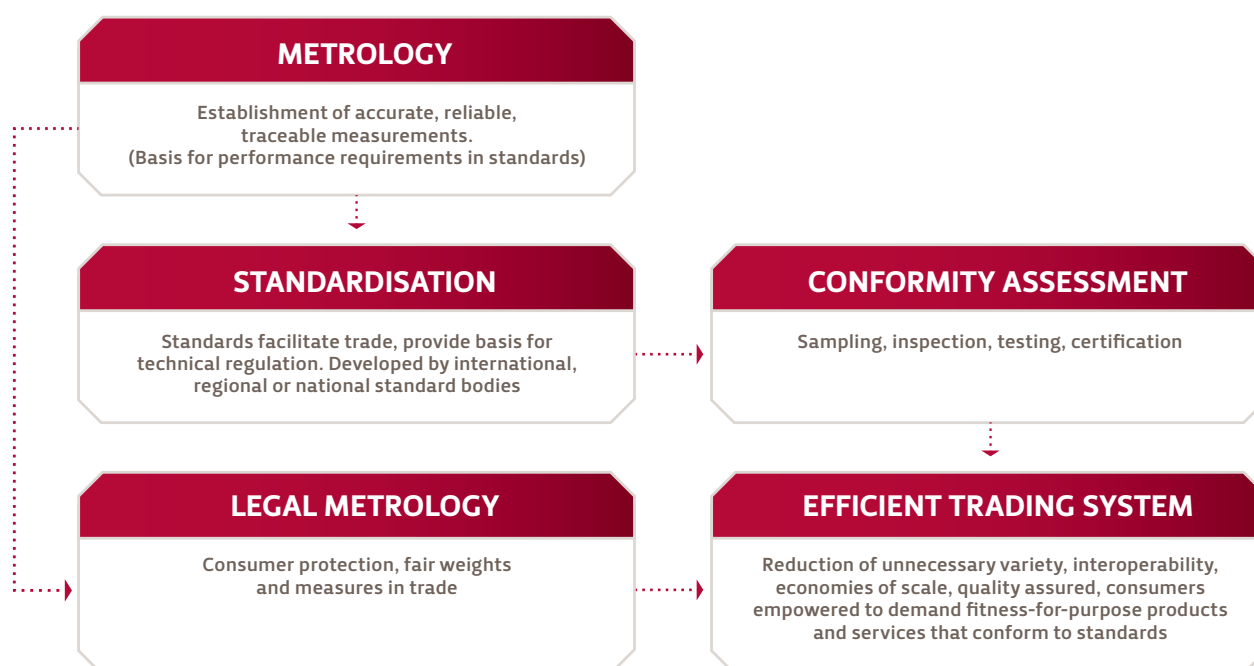 METROLOGY
Establishment of accurate, reliable,
traceable measurements.
(Basis for performance requirements in standards)
STANDARDISATION
Standards facilitate trade, provide basis for
technical regulation. Developed by international,
regional or national standard bodies
CONFORMITY ASSESSMENT
Sampling, inspection, testing, certification
LEGAL METROLOGY
Consumer protection, fair weights
and measures in trade
EFFICIENT TRADING SYSTEM
Reduction of unnecessary variety, interoperability,
economies of scale, quality assured, consumers
empowered to demand fitness-for-purpose products
and services that conform to standards